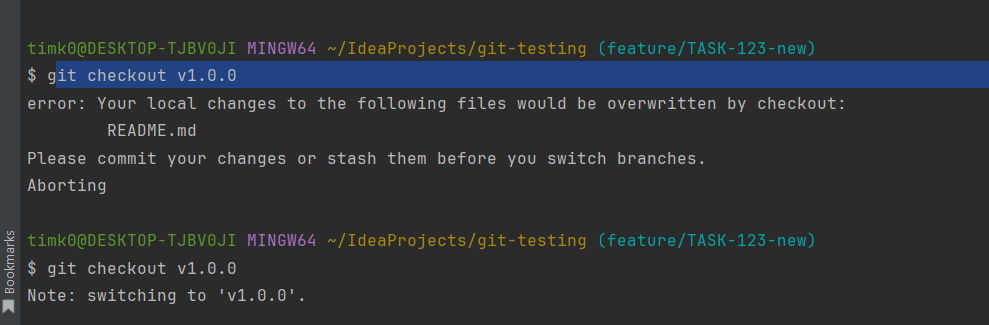 timk0@DESKTOP-TJBV0JI MINGW64 ~/IdeaProjects/git-testing (feature/TASK-123-new)
$ git checkout v1.0.0
error: Your local changes to the following files would be overwritten by checkout:
        README.md
Please commit your changes or stash them before you switch branches.
Aborting
timk0@DESKTOP-TJBV0JI MINGW64 ~/IdeaProjects/git-testing (feature/TASK-123-new)
$ git checkout v1.0.0
Note: switching to 'v1.0.0'.
Bookmarks